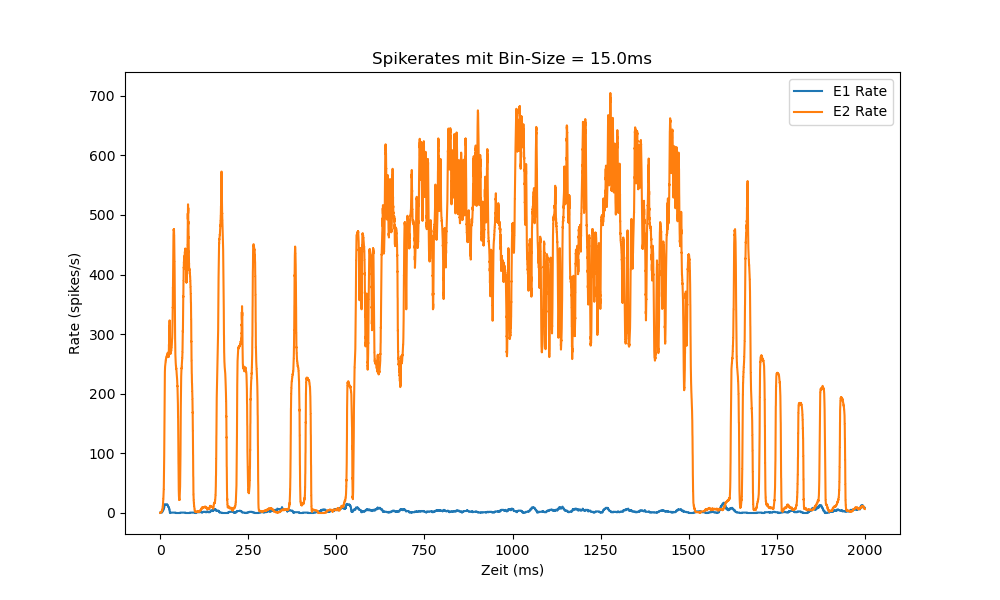 Spikerates mit Bin-Size = 15.0ms
E1 Rate
E2 Rate
Rate (spikes/s)
700
600
500
400
300
200
100
0
0 250 500 750 1000 1250 1500 1750 2000
Zeit (ms)